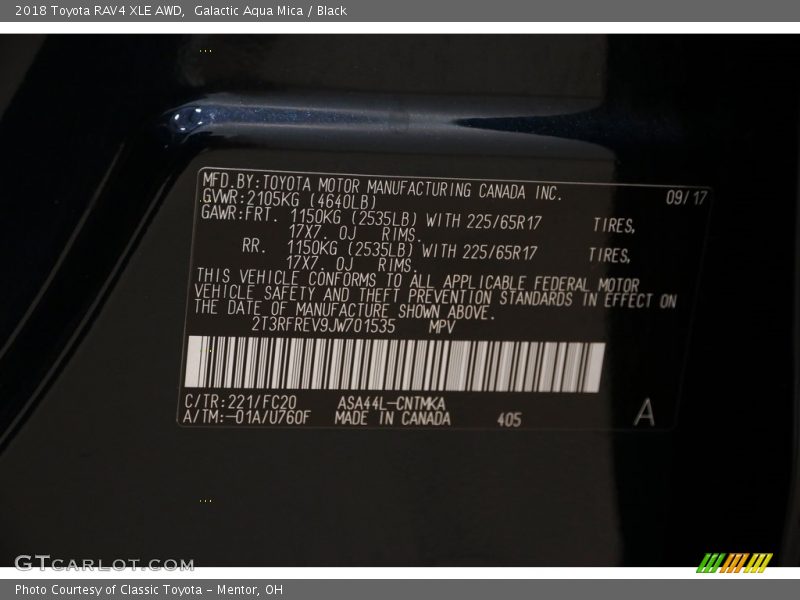 2018 Toyota RAV4 XLE AWD,  Galactic Aqua Mica / Black
MFD.BY:TOYOTA MOTOR MANUFACTURING CANADA INC. 09/17
GVWR:2105KG (4640LB)
GAWR:FRT. 1150KG (2535LB) WITH 225/65R17 TIRES,
17X7. 0J RIMS.
RR. 1150KG (2535LB) WITH 225/65R17 TIRES,
17X7. 0J RIMS.
THIS VEHICLE CONFORMS TO ALL APPLICABLE FEDERAL MOTOR
VEHICLE SAFETY AND THEFT PREVENTION STANDARDS IN EFFECT ON
THE DATE OF MANUFACTURE SHOWN ABOVE.
2T3RFREV9JW701535 MPV
C/TR:221/FC20 ASA44L-CNTMKA
A/TM:-01A/U760F MADE IN CANADA 405 A
GTCARLOT.COM
Photo Courtesy of Classic Toyota - Mentor, OH